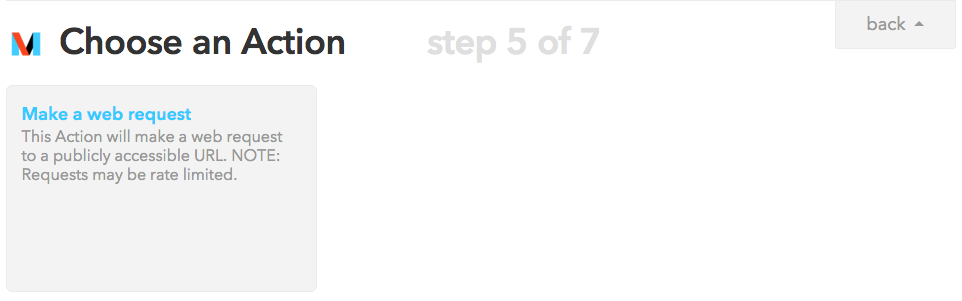 back
Choose an Action step 5 of 7
Make a web request
This Action will make a web request
to a publicly accessible URL. NOTE:
Requests may be rate limited.